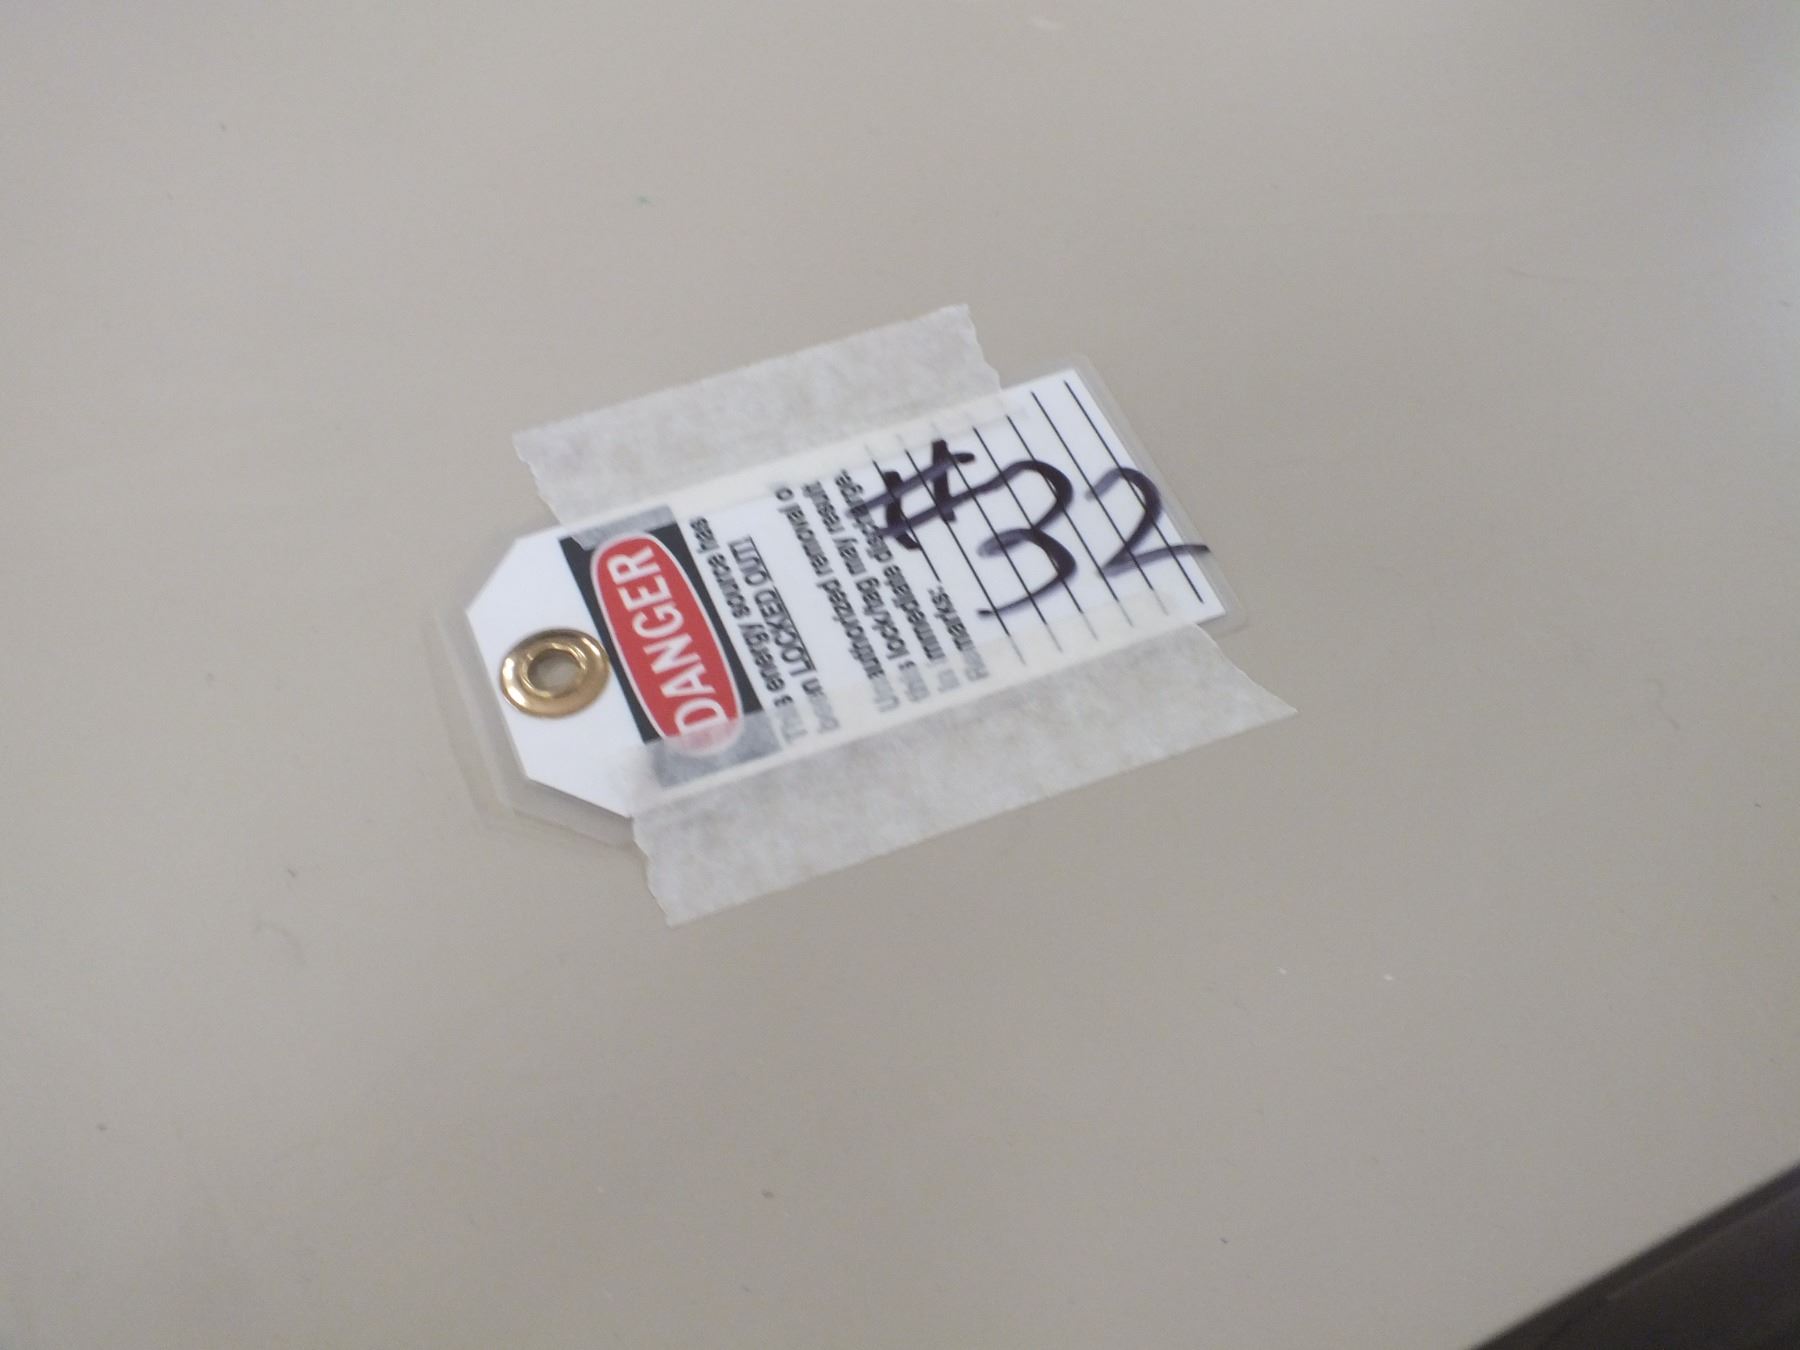 DANGER
This energy source has
been LOCKED OUT!
Unauthorized removal o
this lock/tag may result
in immediate discharge.
Remarks:
#32